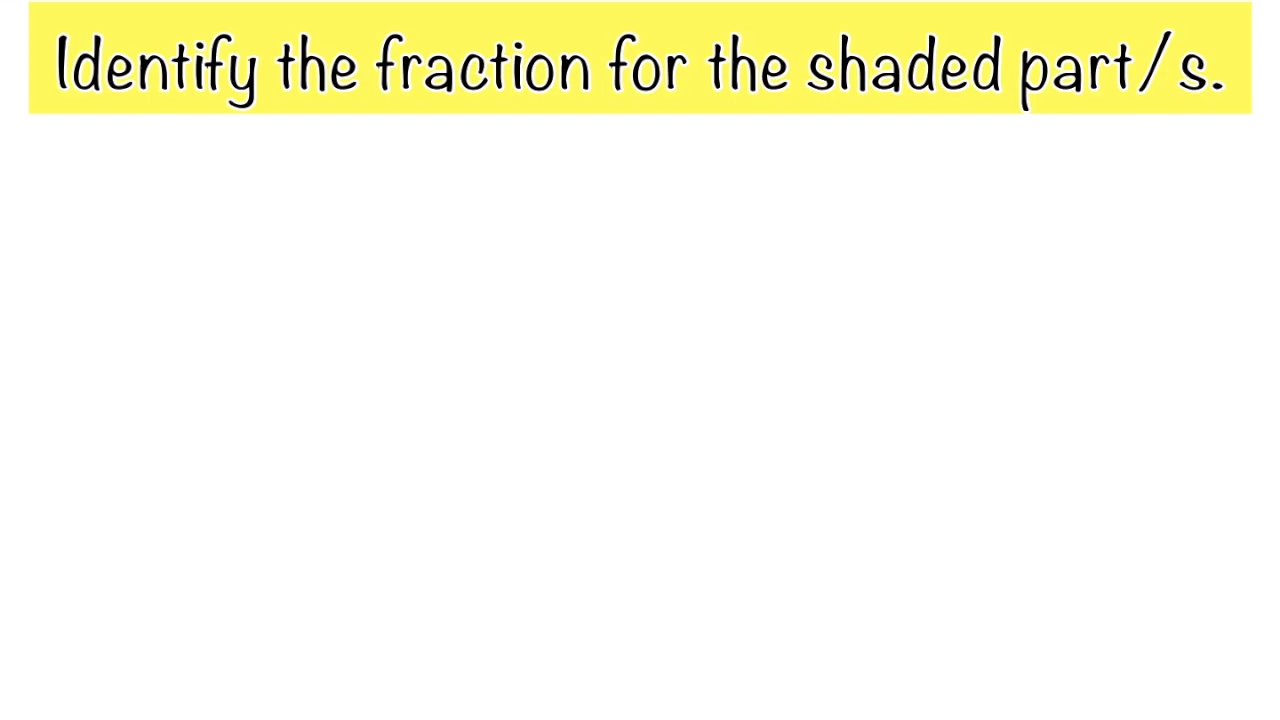 Identify the fraction for the shaded part/s.